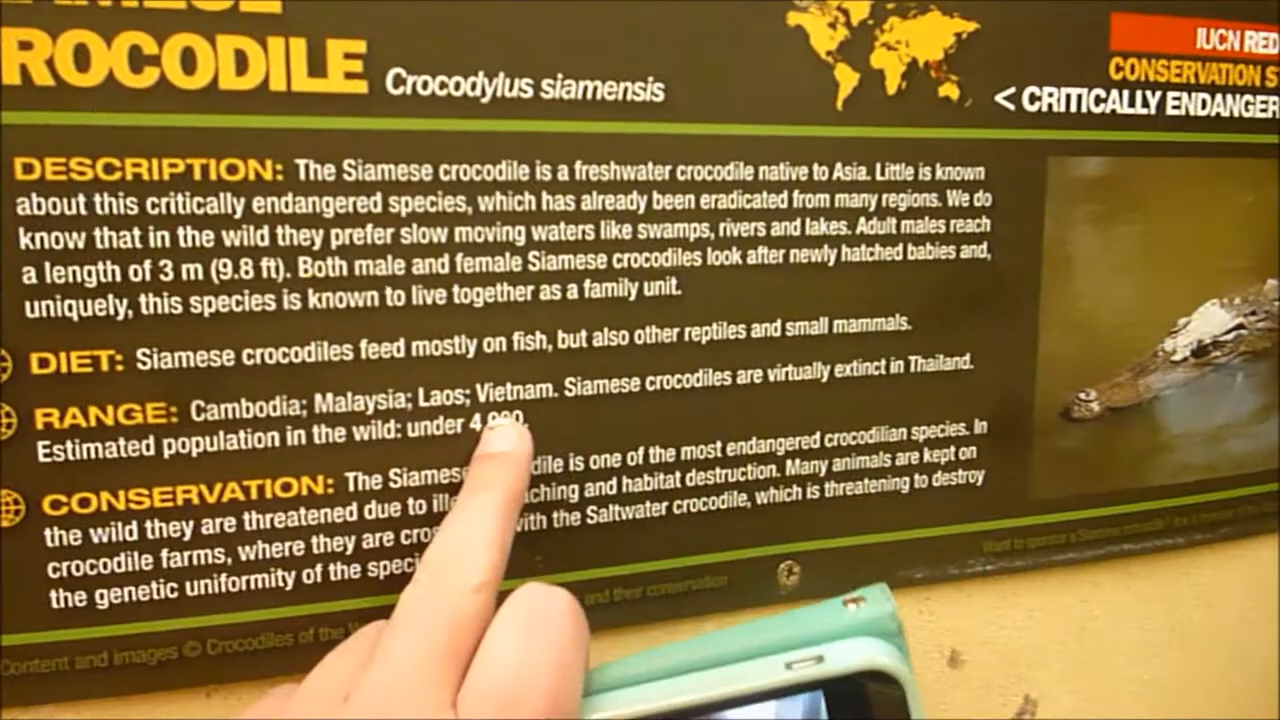 ROCODILE Crocodylus siamensis
IUCN RED
CONSERVATION S
< CRITICALLY ENDANGER
DESCRIPTION: The Siamese crocodile is a freshwater crocodile native to Asia. Little is known
about this critically endangered species, which has already been eradicated from many regions. We do
know that in the wild they prefer slow moving waters like swamps, rivers and lakes. Adult males reach
a length of 3 m (9.8 ft). Both male and female Siamese crocodiles look after newly hatched babies and,
uniquely, this species is known to live together as a family unit.
DIET: Siamese crocodiles feed mostly on fish, but also other reptiles and small mammals.
RANGE: Cambodia; Malaysia; Laos; Vietnam. Siamese crocodiles are virtually extinct in Thailand.
Estimated population in the wild: under
CONSERVATION: The Siames dile is one of the most endangered crocodilian species. In
the wild they are threatened due to ille ching and habitat destruction. Many animals are kept on
crocodile farms, where they are cros with the Saltwater crocodile, which is threatening to destroy
the genetic uniformity of the speci
Content and images © Crocodiles of the and their conservation